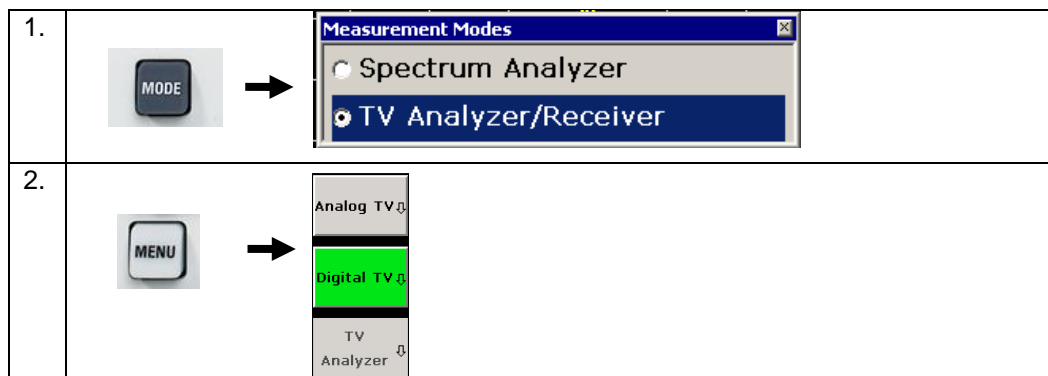 1.
MODE
Measurement Modes
Spectrum Analyzer
TV Analyzer/Receiver
2.
MENU
Analog TV
Digital TV
TV
Analyzer